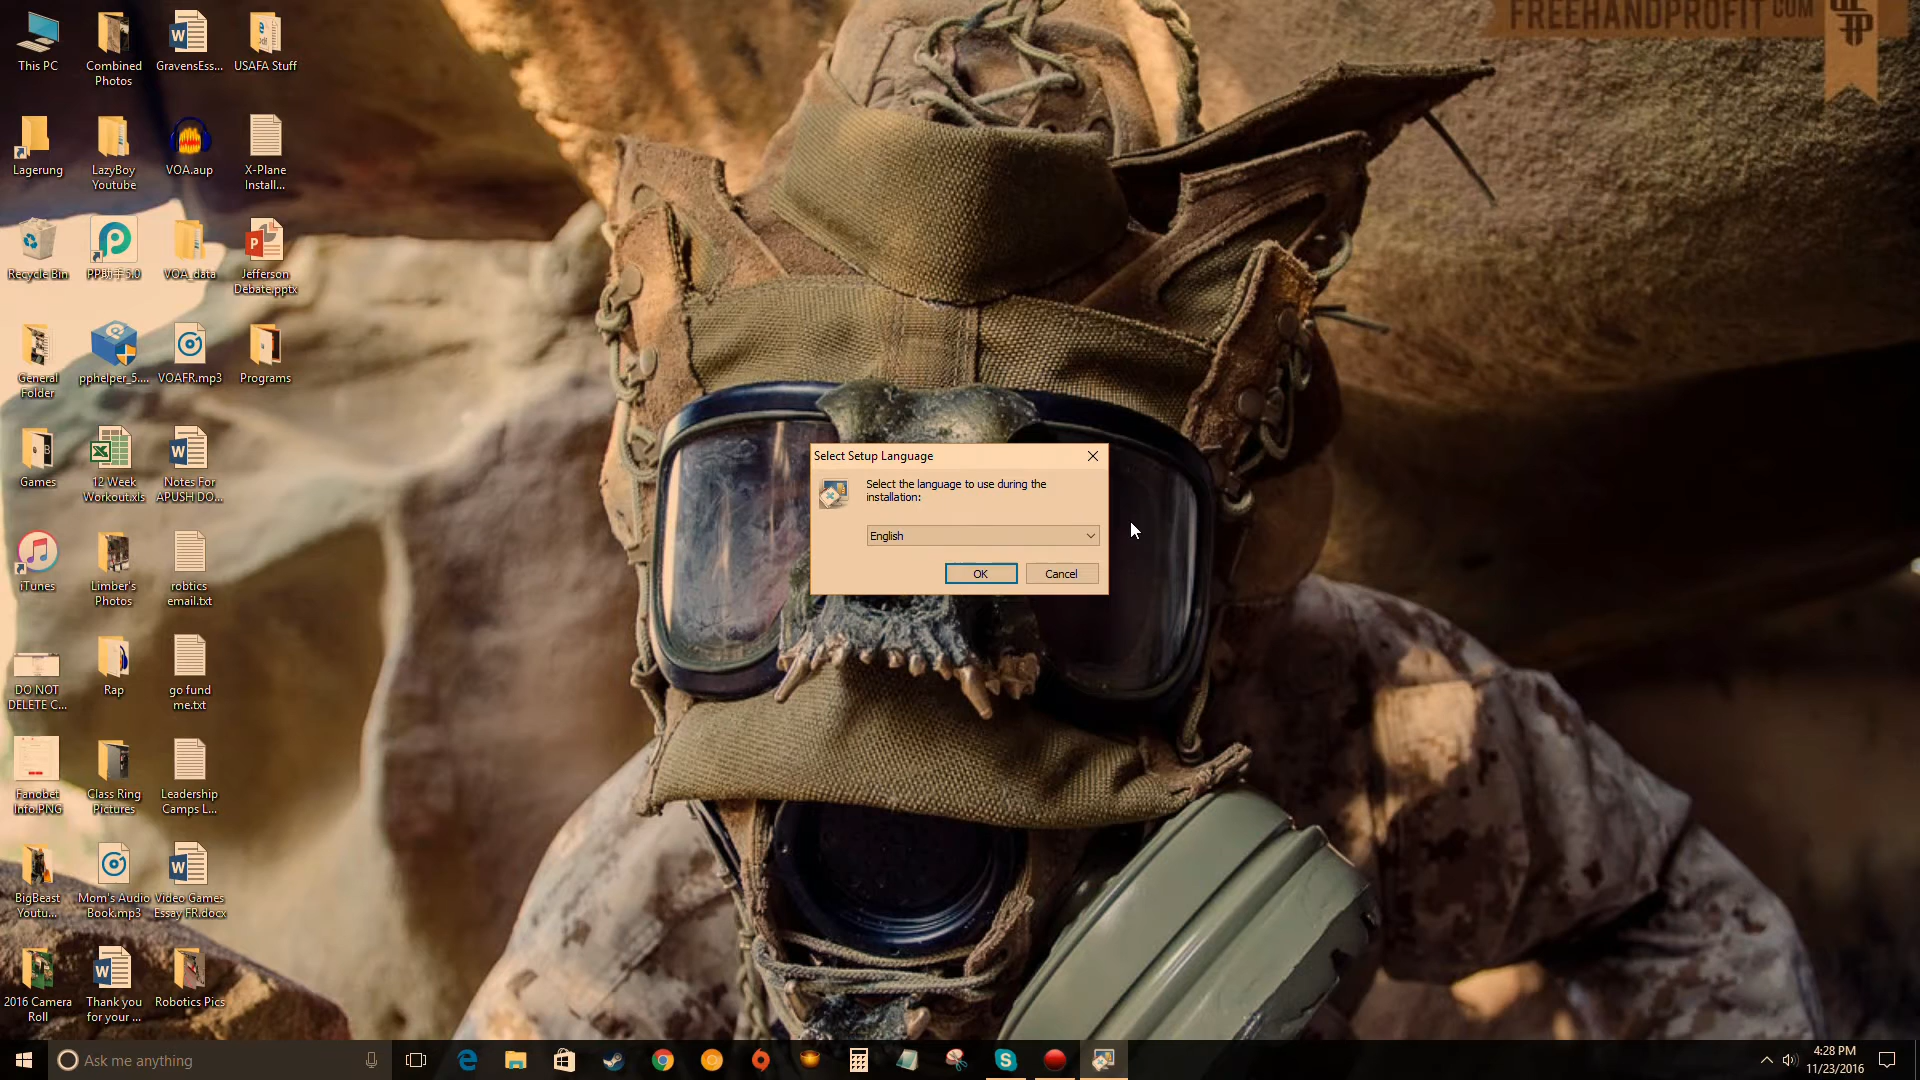 FREEHANDPROFIT.COM
This PC
Combined
Photos
GravensEss...
USAFA Stuff
Lagerung
LazyBoy
Youtube
VOA.aup
X-Plane
Install...
Recycle Bin
PP助手5.0
VOA_data
Jefferson
Debate.pptx
General
Folder
pphelper_5....
VOAFR.mp3
Programs
Games
12 Week
Workout.xls
Notes For
APUSH DO...
iTunes
Limber's
Photos
robtics
email.txt
DO NOT
DELETE C...
Rap
go fund
me.txt
Fanobet
Info.PNG
Class Ring
Pictures
Leadership
Camps L...
BigBeast
Youtu...
Mom's Audio
Book.mp3
Video Games
Essay FR.docx
2016 Camera
Roll
Thank you
for your ...
Robotics Pics
Select Setup Language
Select the language to use during the
installation:
English
OK
Cancel
Ask me anything
4:28 PM
11/23/2016